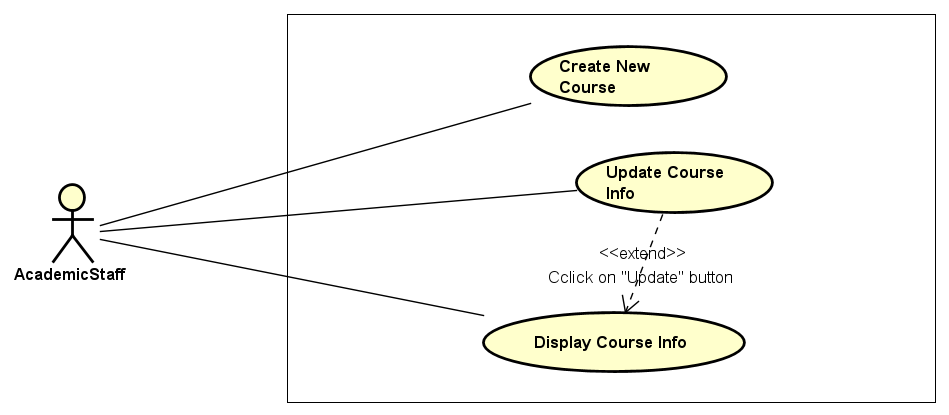 Create New
Course
Update Course
Info
<<extend>>
Cclick on "Update" button
AcademicStaff
Display Course Info